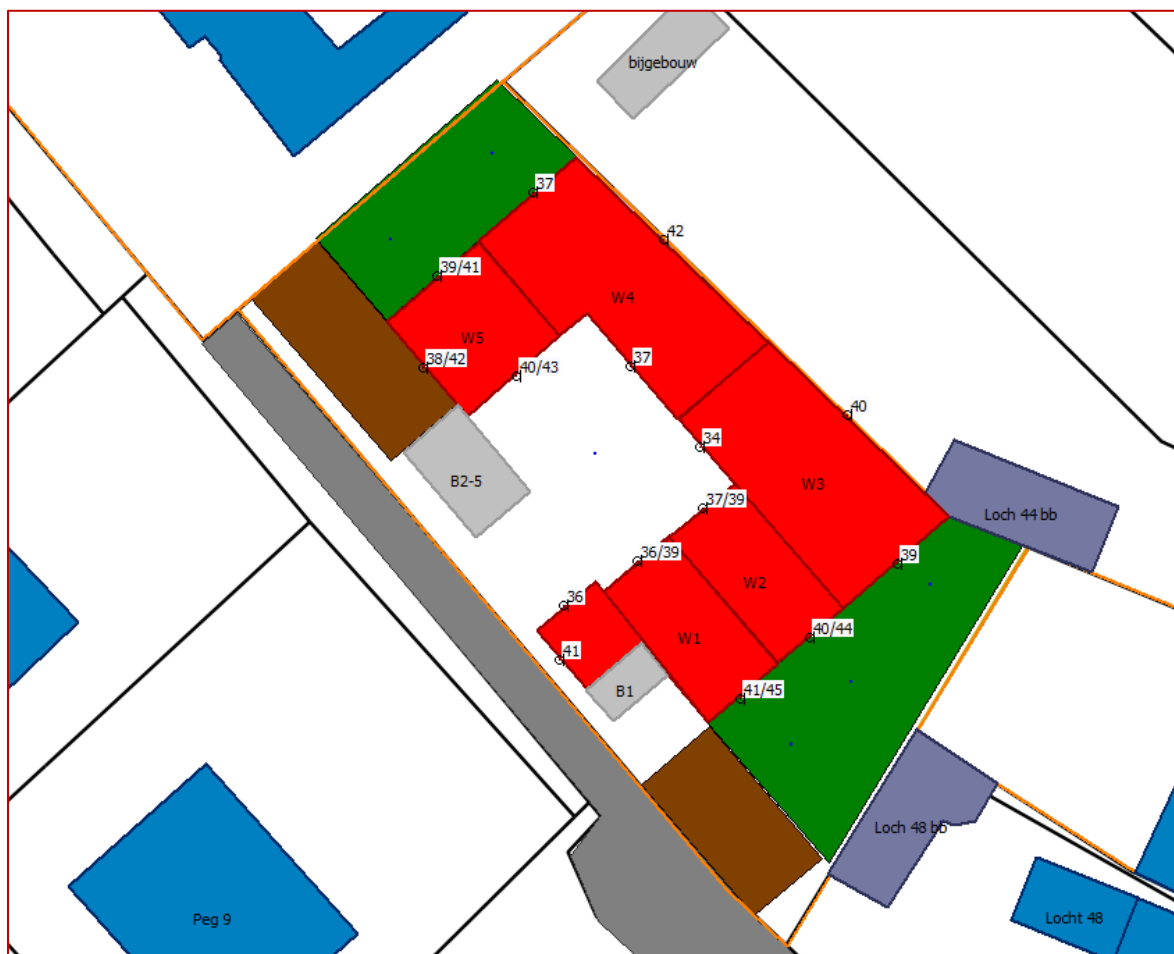 bijgebouw
37
42
39/41
W4
W5
38/42
40/43
37
40
34
B2-5
W3
37/39
Loch 44 bb
36/39
39
W2
36
40/44
W1
41
B1
41/45
Loch 48 bb
Peg 9
Locht 48